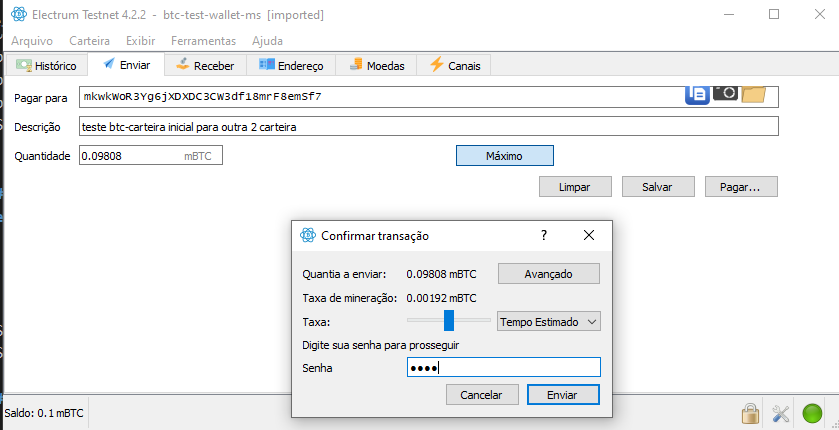 Electrum Testnet 4.2.2 - btc-test-wallet-ms [imported]
Arquivo Carteira Exibir Ferramentas Ajuda
Histórico Enviar Receber Endereço Moedas Canais
Pagar para mkwkWoR3Yg6jXDXDC3CW3df18mrF8emSf7
Descrição teste btc-carteira inicial para outra 2 carteira
Quantidade 0.09808 mBTC Máximo
Limpar Salvar Pagar...
Confirmar transação ?
Quantia a enviar: 0.09808 mBTC Avançado
Taxa de mineração: 0.00192 mBTC
Taxa: Tempo Estimado
Digite sua senha para prosseguir
Senha ●●●●
Cancelar Enviar
Saldo: 0.1 mBTC